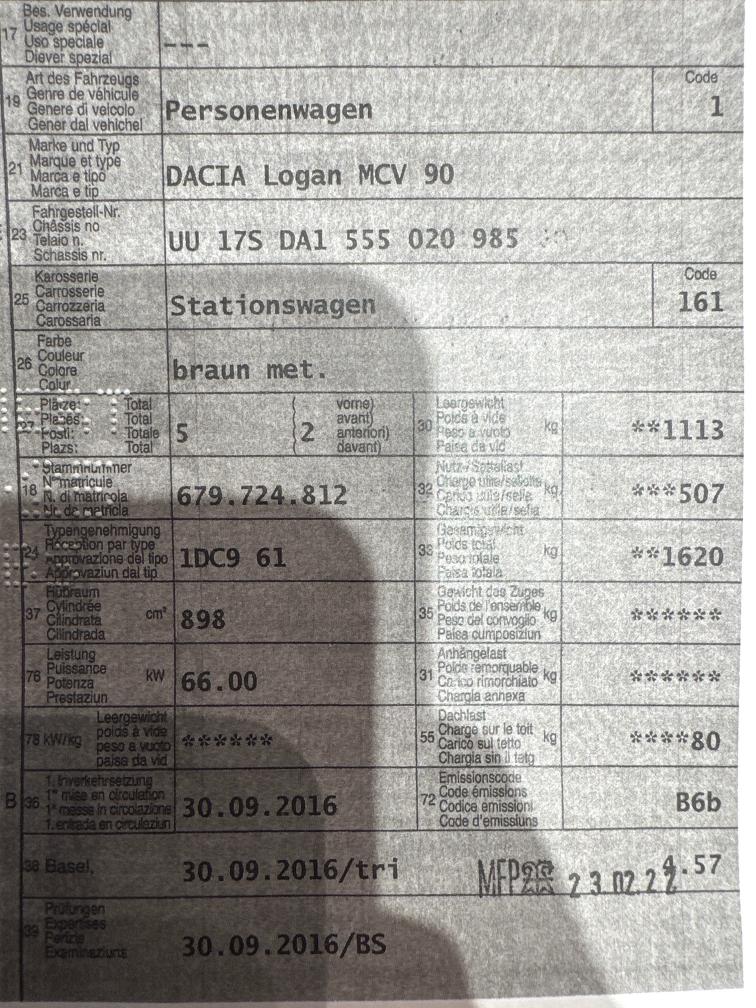 17 Bes. Verwendung
Usage spécial
Uso speciale
Diever spezial
---
19 Art des Fahrzeugs
Genre de véhicule
Genere di veicolo
Gener dal vehichel
Personenwagen
Code
1
21 Marke und Typ
Marque et type
Marca e tipo
Marca e tip
DACIA Logan MCV 90
23 Fahrgestell-Nr.
Châssis no
Telaio n.
Schassis nr.
UU 17S DA1 555 020 985
25 Karosserie
Carrosserie
Carrozzeria
Carossaria
Stationswagen
Code
161
26 Farbe
Couleur
Colore
Colur
braun met.
27 Plätze: Total
Places: Total
Posti: Totale
Plazs: Total
5
2
vorne)
avant)
anteriori)
davant)
30 Leergewicht
Poids à vide
Peso a vuoto
Paisa da vid
kg
**1113
18 Stammnummer
N° matricule
N. di matricola
Nr. da matricla
679.724.812
32 Nutz-/Sattellast
Charge utile/sellette
Carico utile/sella
Chargia utila/sella
kg
***507
24 Typengenehmigung
Réception par type
Approvazione del tipo
Approvaziun dal tip
1DC9 61
33 Gesamtgewicht
Poids total
Peso totale
Paisa totala
kg
**1620
37 Hubraum
Cylindrée
Cilindrata
Cilindrada
cm³
898
35 Gewicht des Zuges
Poids de l'ensemble
Peso del convoglio
Paisa cumposiziun
kg
******
76 Leistung
Puissance
Potenza
Prestaziun
kW
66.00
31 Anhängelast
Poids remorquable
Carico rimorchiato
Chargia annexa
kg
******
78 kW/kg
Leergewicht
poids à vide
peso a vuoto
paisa da vid
******
55 Dachlast
Charge sur le toit
Carico sul tetto
Chargia sin il tetg
kg
****80
B 36 1. Inverkehrsetzung
1re mise en circulation
1a messa in circolazione
1. entrada en circulaziun
30.09.2016
72 Emissionscode
Code émissions
Codice emissioni
Code d'emissiuns
B6b
38 Basel,
30.09.2016/tri
MFP
23.02.22
4.57
39 Prüfungen
Expertises
Perizie
Examinaziuns
30.09.2016/BS